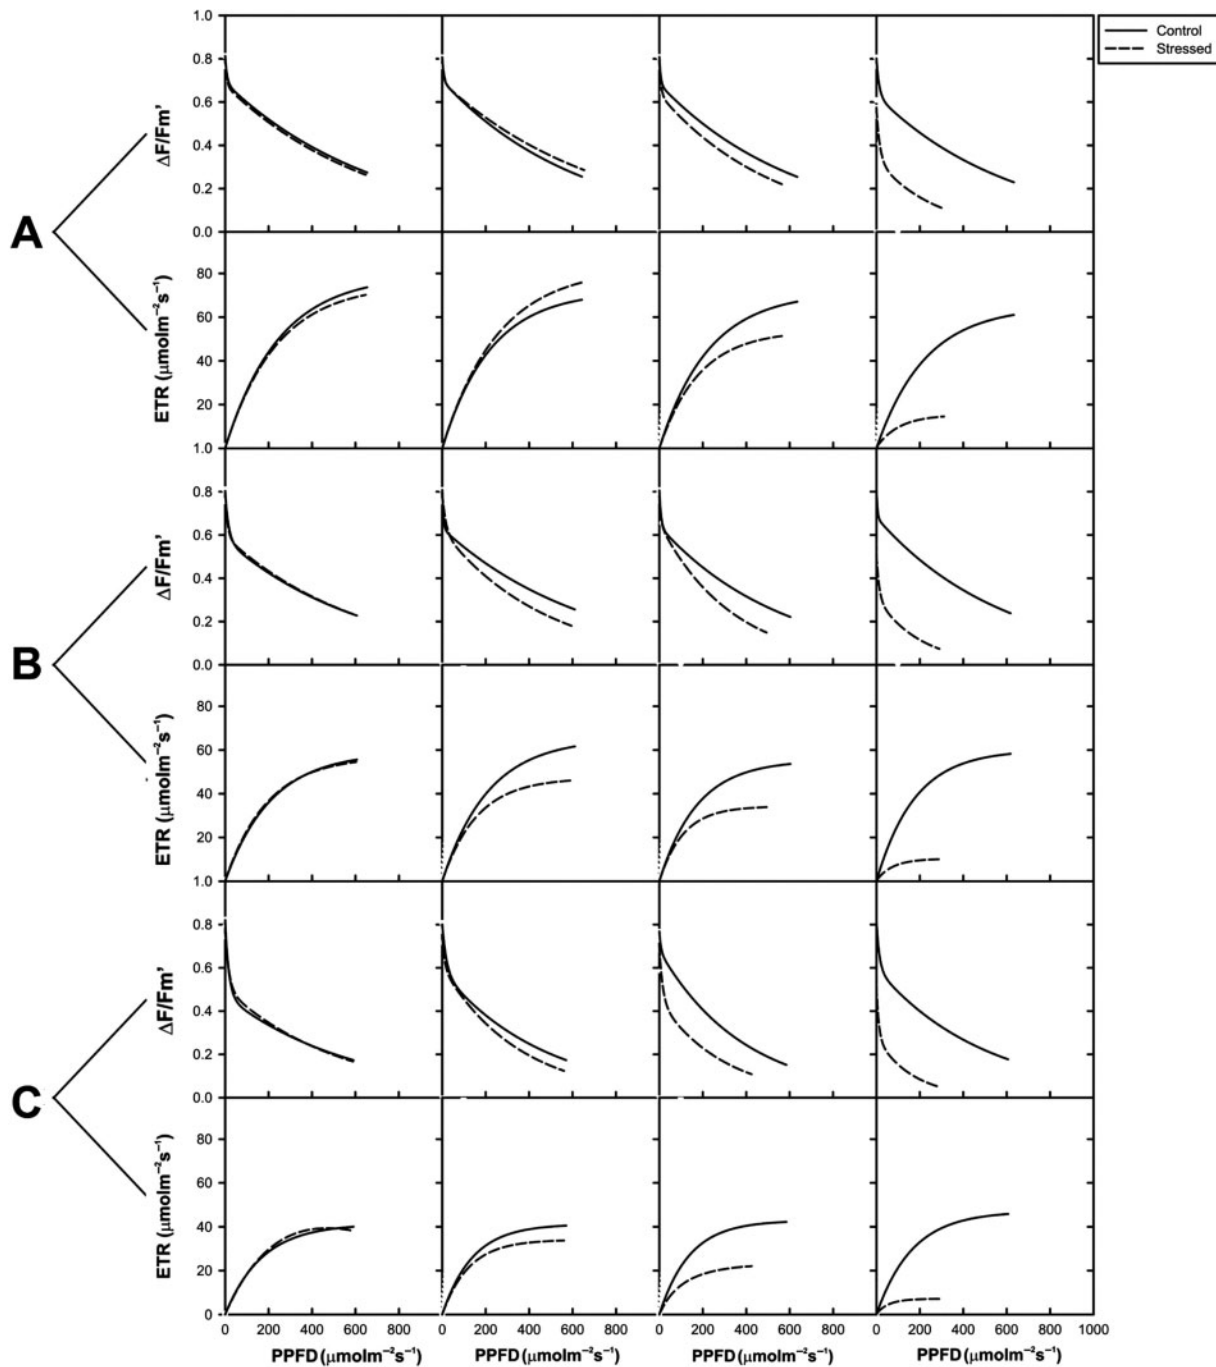 Control
Stressed
A
ΔF/Fm'
1.0
0.8
0.6
0.4
0.2
0.0
ETR (μmolm⁻²s⁻¹)
80
60
40
20
1.0
B
ΔF/Fm'
0.8
0.6
0.4
0.2
0.0
ETR (μmolm⁻²s⁻¹)
80
60
40
20
1.0
C
ΔF/Fm'
0.8
0.6
0.4
0.2
0.0
ETR (μmolm⁻²s⁻¹)
80
60
40
20
0
0 200 400 600 800 0 200 400 600 800 0 200 400 600 800 0 200 400 600 800 1000
PPFD (μmolm⁻²s⁻¹) PPFD (μmolm⁻²s⁻¹) PPFD (μmolm⁻²s⁻¹) PPFD (μmolm⁻²s⁻¹)